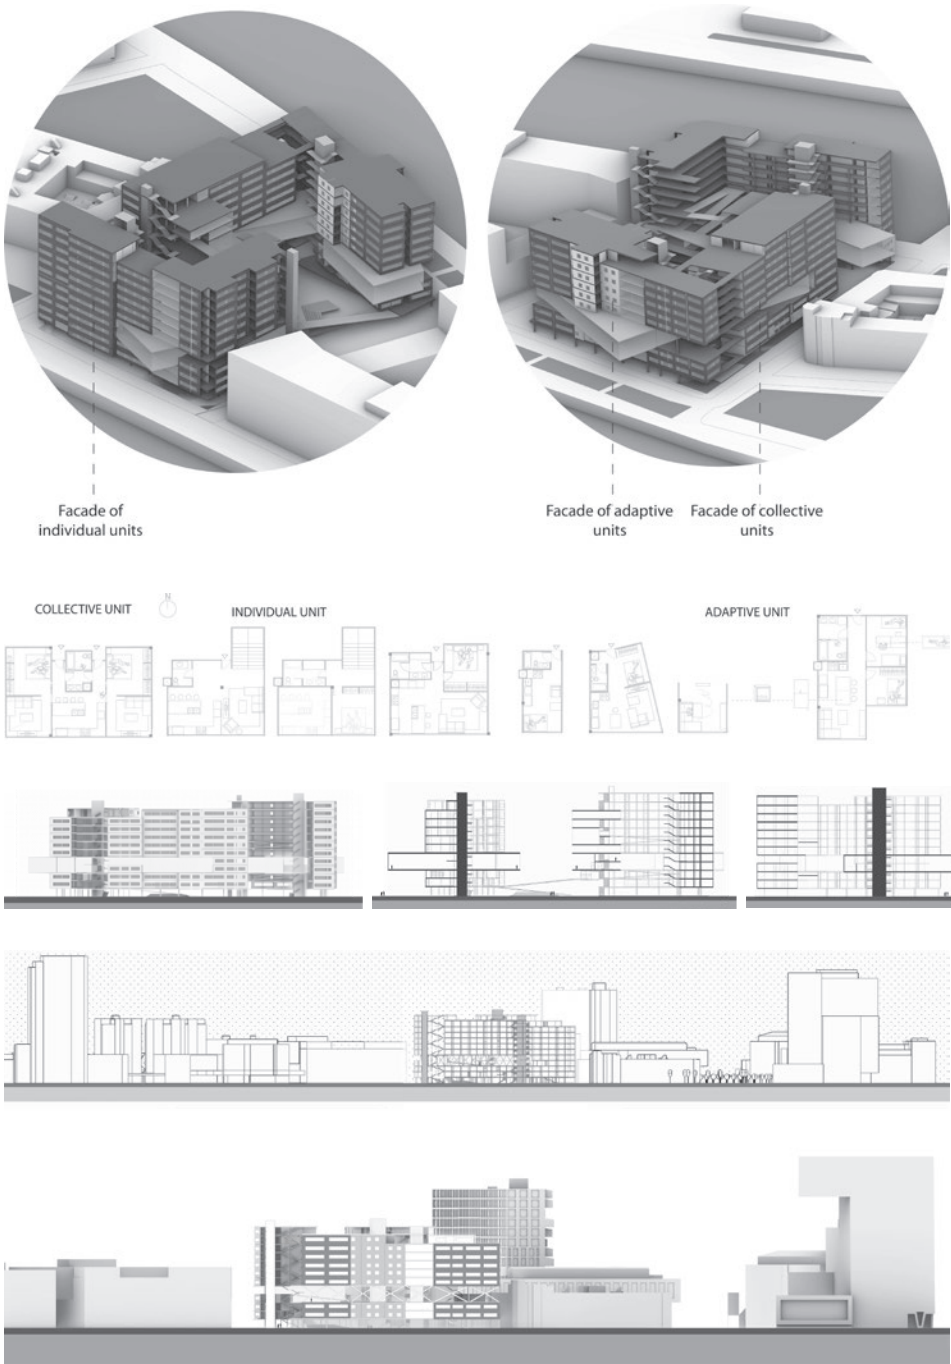 Facade of
individual units
Facade of adaptive
units
Facade of collective
units
COLLECTIVE UNIT
N
INDIVIDUAL UNIT
ADAPTIVE UNIT